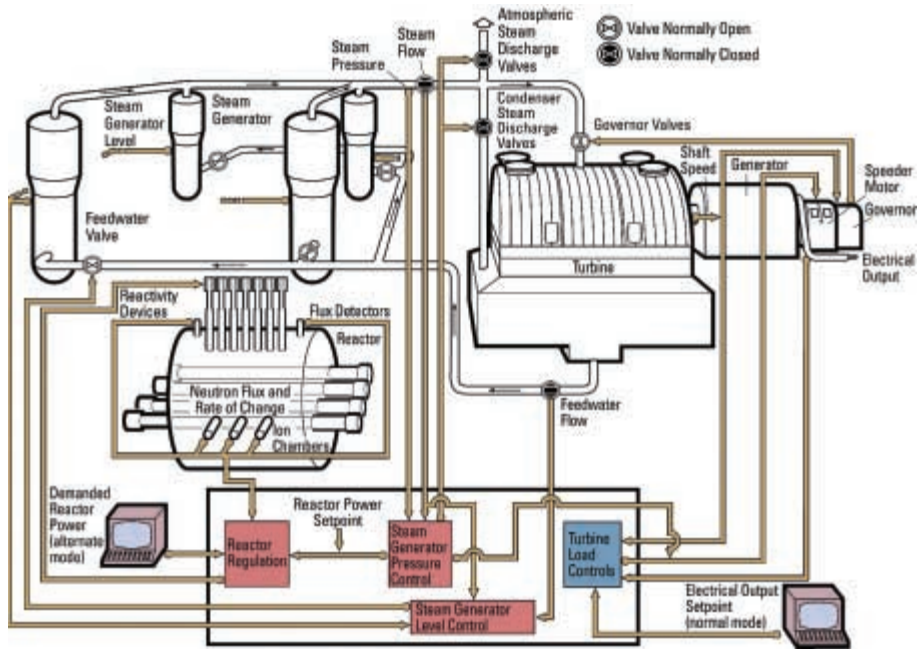 Atmospheric
Steam
Discharge
Valves
Valve Normally Open
Valve Normally Closed
Steam
Flow
Steam
Pressure
Steam
Generator
Level
Steam
Generator
Condenser
Steam
Discharge
Valves
Governor Valves
Shaft
Speed
Generator
Speeder
Motor
Governor
Feedwater
Valve
Turbine
Electrical
Output
Reactivity
Devices
Flux Detectors
Reactor
Neutron Flux and
Rate of Change
Ion
Chambers
Feedwater
Flow
Demanded
Reactor
Power
(alternate
mode)
Reactor Power
Setpoint
Reactor
Regulation
Steam
Generator
Pressure
Control
Turbine
Load
Controls
Steam Generator
Level Control
Electrical Output
Setpoint
(normal mode)